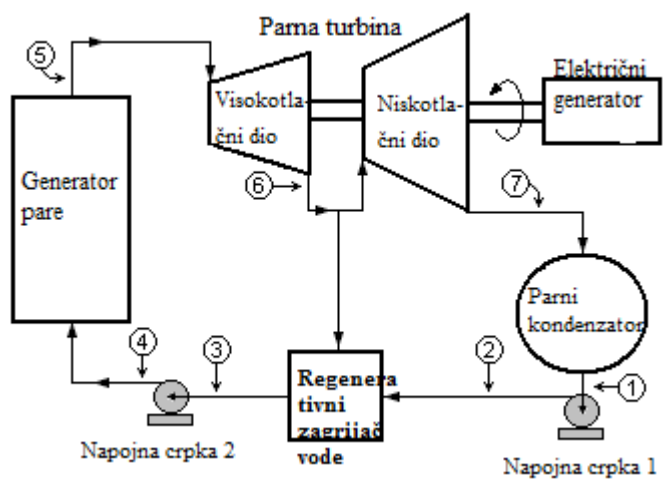 Parna turbina
⑤
Visokotla-
čni dio
Niskotla-
čni dio
Električni
generator
⑥
⑦
Generator
pare
Parni
kondenzator
④
③
②
①
Regenera
tivni
zagrijač
vode
Napojna crpka 2
Napojna crpka 1